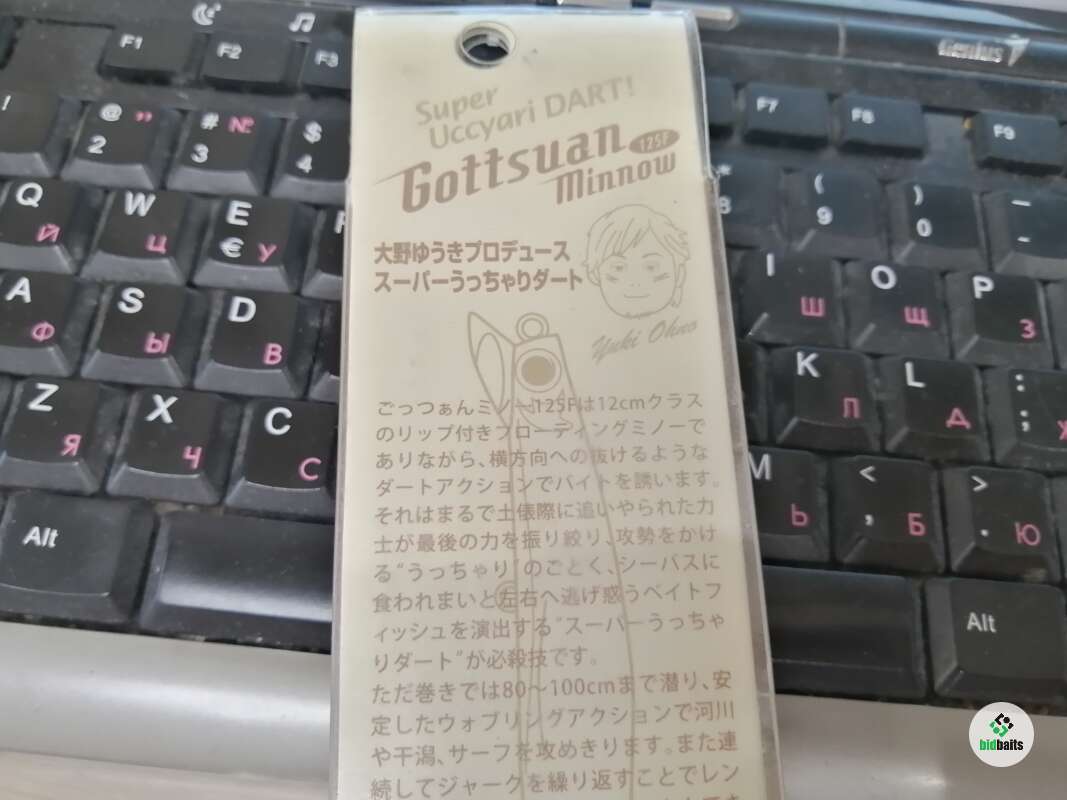 Super
Uccyari DART!
Gottsuan 125F
Minnow
大野ゆうきプロデュース
スーパーうっちゃりダート
Yuki Ohno
ごっつぁんミノー125Fは12cmクラス
のリップ付きフローティングミノーで
ありながら、横方向への抜けるような
ダートアクションでバイトを誘います。
それはまるで土俵際に追いやられた力
士が最後の力を振り絞り、攻勢をかけ
る“うっちゃり”のごとく、シーバスに
食われまいと左右へ逃げ惑うベイトフ
ィッシュを演出する“スーパーうっちゃ
りダート”が必殺技です。
ただ巻きでは80～100cmまで潜り、安
定したウォブリングアクションで河川
や干潟、サーフを攻めきります。また連
続してジャークを繰り返すことでレン
F1
F2
F3
F7
F8
F9
Genius
!
@ "
2
# №
3
$
4
*
8
(
9
)
0
_
-
Q Й
W Ц
E € У
I Ш
O Щ
P З
A Ф
S Ы
D В
K Л
L Д
:
;
Z Я
X Ч
C С
M Ь
< , Б
> . Ю
Alt
Alt
bidbaits